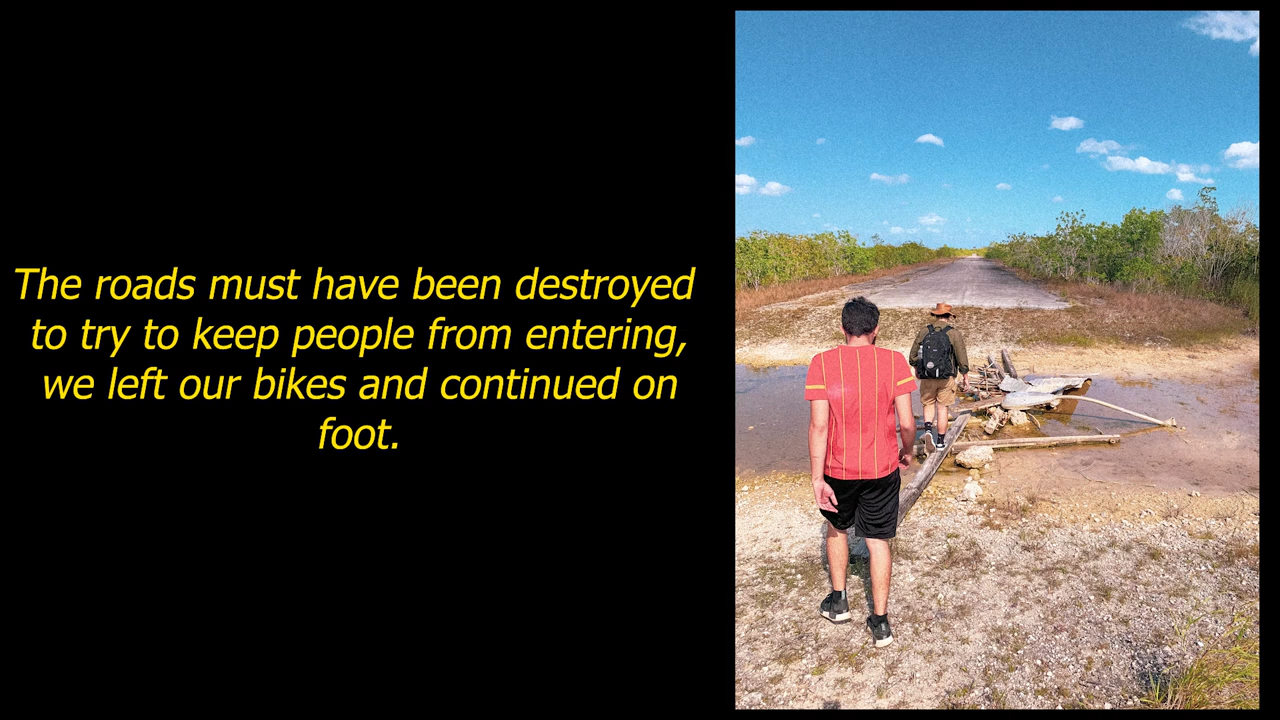 The roads must have been destroyed
to try to keep people from entering,
we left our bikes and continued on
foot.